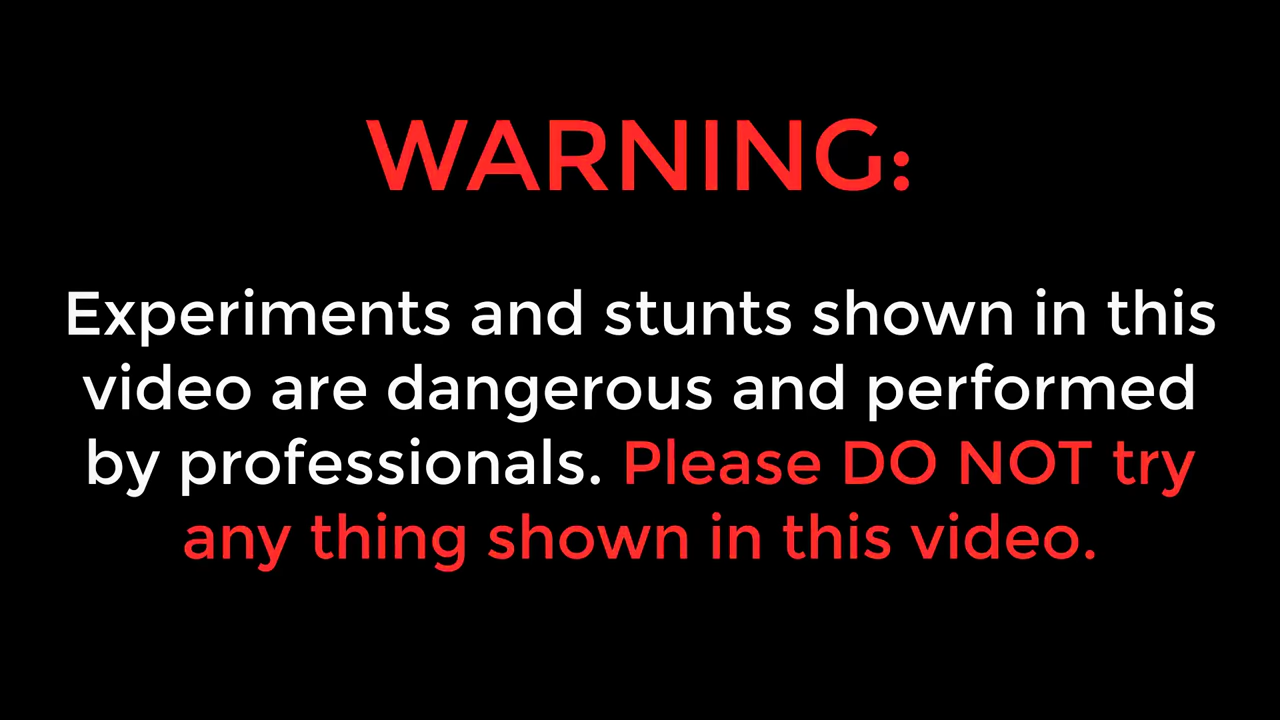 WARNING:
Experiments and stunts shown in this
video are dangerous and performed
by professionals. Please DO NOT try
any thing shown in this video.